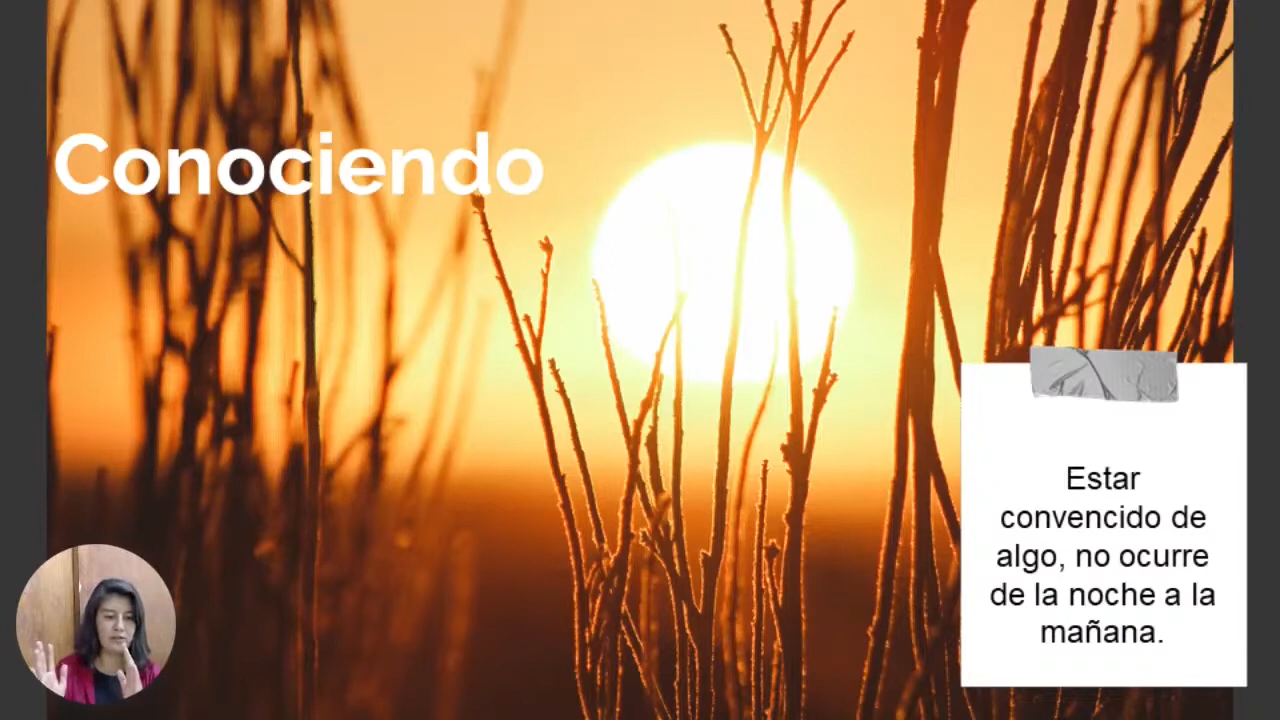 Conociendo
Estar
convencido de
algo, no ocurre
de la noche a la
mañana.